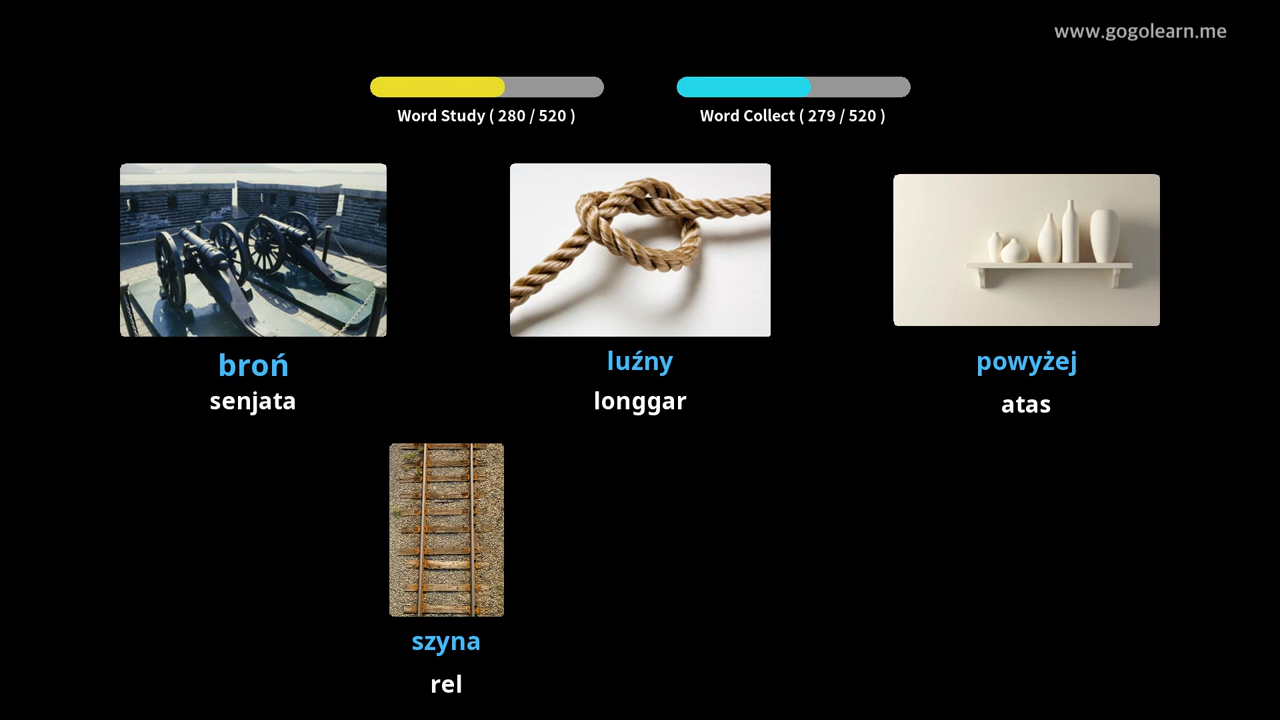 www.gogolearn.me
Word Study ( 280 / 520 )
Word Collect ( 279 / 520 )
broń
senjata
luźny
longgar
powyżej
atas
szyna
rel